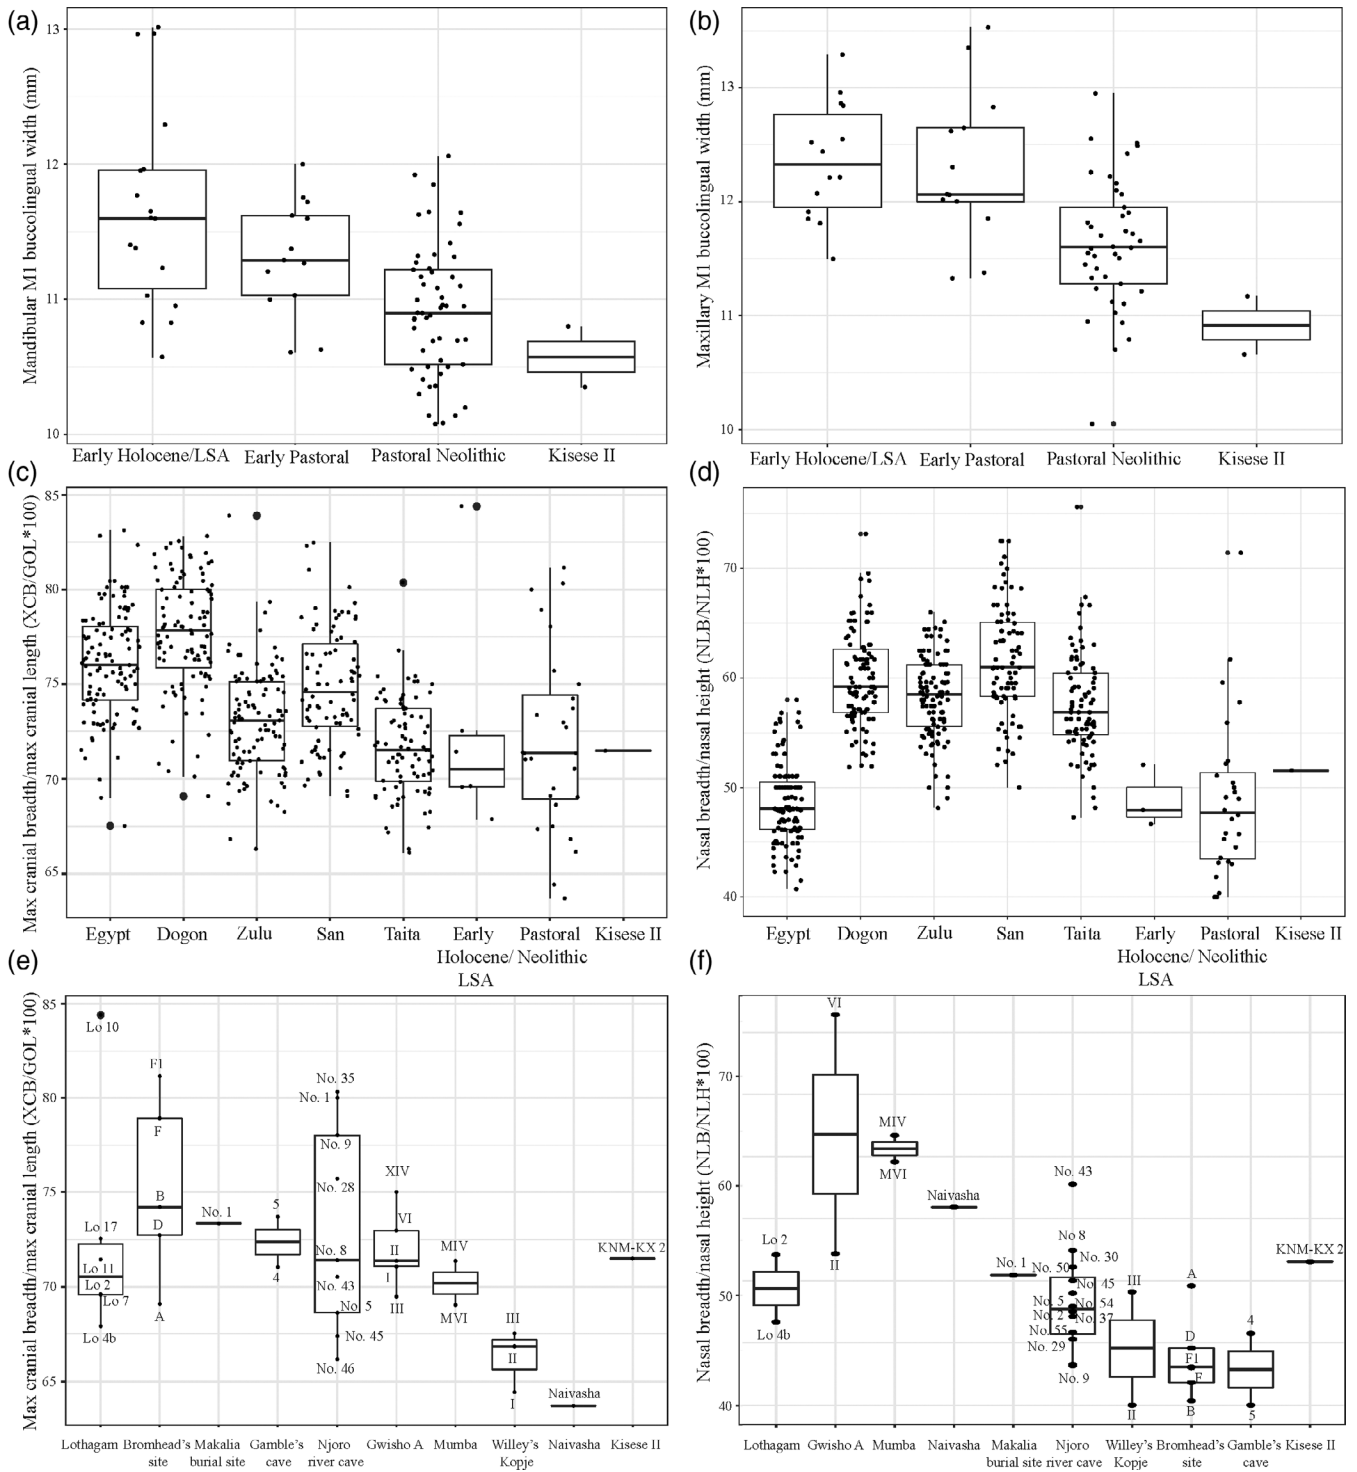 (a)
Mandibular M1 buccolingual width (mm)
13
12
11
10
Early Holocene/LSA Early Pastoral Pastoral Neolithic Kisese II
(b)
Maxillary M1 buccolingual width (mm)
13
12
11
10
Early Holocene/LSA Early Pastoral Pastoral Neolithic Kisese II
(c)
Max cranial breadth/max cranial length (XCB/GOL*100)
85
80
75
70
65
Egypt Dogon Zulu San Taita Early Pastoral Kisese II
Holocene/ Neolithic
LSA
(d)
Nasal breadth/nasal height (NLB/NLH*100)
70
60
50
40
Egypt Dogon Zulu San Taita Early Pastoral Kisese II
Holocene/ Neolithic
LSA
(e)
Max cranial breadth/max cranial length (XCB/GOL*100)
85
80
75
70
65
Lo 10
Lo 17
Lo 11
Lo 2
Lo 7
Lo 4b
F1
F
B
D
A
No. 1
5
4
No. 35
No. 1
No. 9
No. 28
No. 8
No. 43
No. 5
No. 45
No. 46
XIV
VI
II
I
III
MIV
MVI
III
II
I
Naivasha
KNM-KX 2
Lothagam Bromhead's Makalia Gamble's Njoro Gwisho A Mumba Willey's Naivasha Kisese II
site burial site cave river cave Kopje
(f)
Nasal breadth/nasal height (NLB/NLH*100)
70
60
50
40
Lo 2
Lo 4b
VI
II
MIV
MVI
Naivasha
No. 1
No. 43
No 8
No. 30
No. 50
No. 45
No. 5
No. 54
No. 2
No. 37
No. 55
No. 29
No. 9
III
II
A
D
F1
F
B
4
5
KNM-KX 2
Lothagam Gwisho A Mumba Naivasha Makalia Njoro Willey's Bromhead's Gamble's Kisese II
burial site river cave Kopje site cave